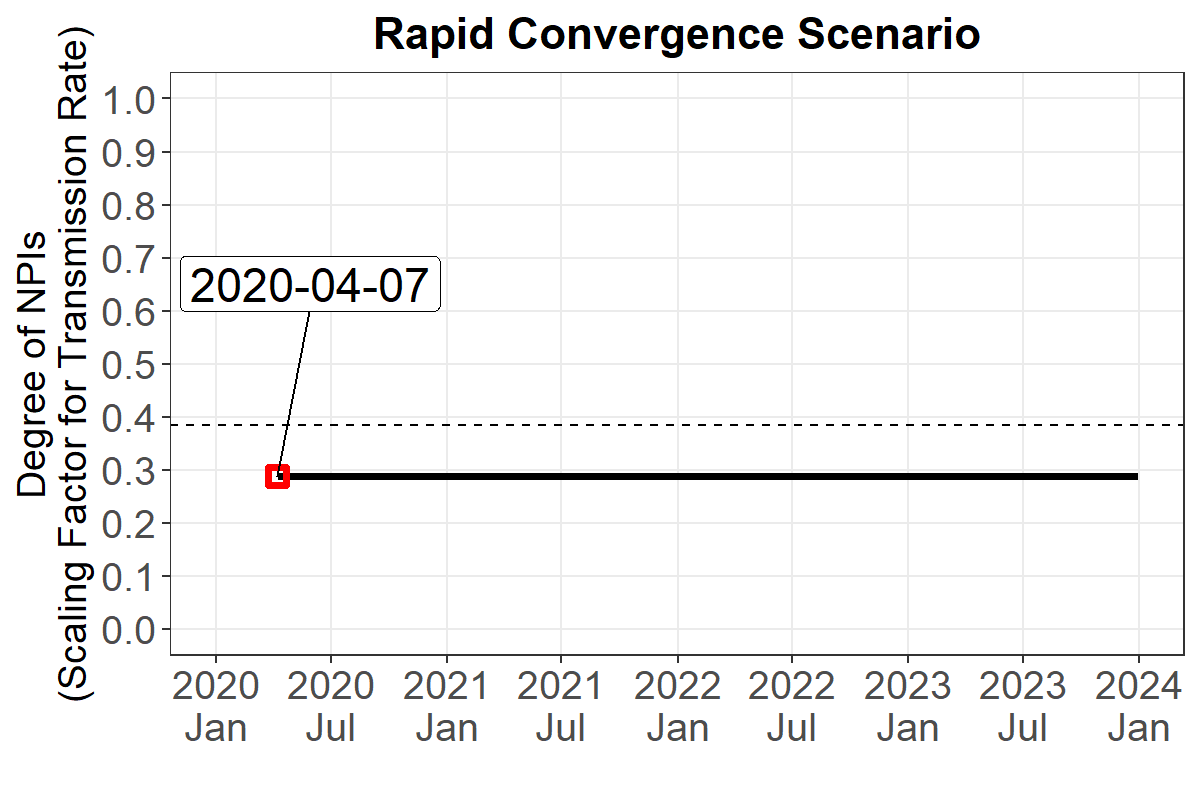 Rapid Convergence Scenario
Degree of NPIs
(Scaling Factor for Transmission Rate)
1.0
0.9
0.8
0.7
0.6
0.5
0.4
0.3
0.2
0.1
0.0
2020-04-07
2020 2020 2021 2021 2022 2022 2023 2023 2024
Jan Jul Jan Jul Jan Jul Jan Jul Jan